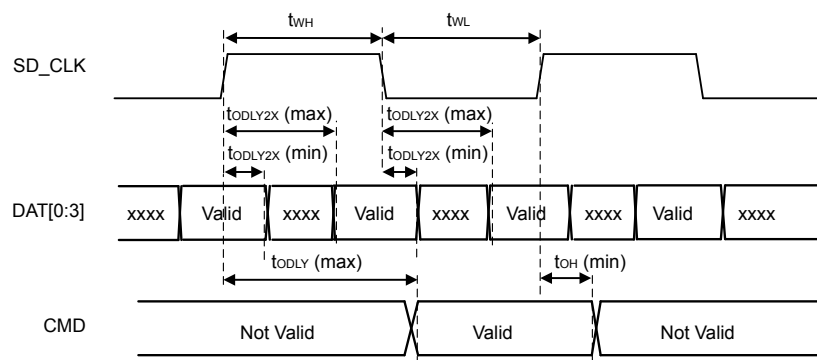 tWH tWL
SD_CLK
tODLY2X (max) tODLY2X (max)
tODLY2X (min) tODLY2X (min)
DAT[0:3] xxxx Valid xxxx Valid xxxx Valid xxxx Valid xxxx
tODLY (max) tOH (min)
CMD Not Valid Valid Not Valid